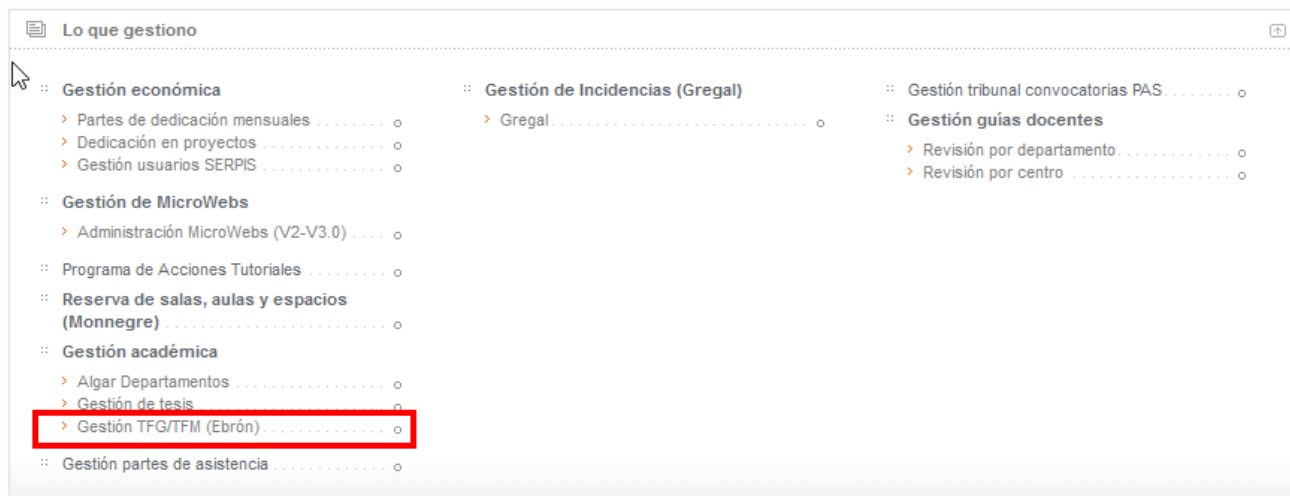 Lo que gestiono
Gestión económica
Partes de dedicación mensuales
Dedicación en proyectos
Gestión usuarios SERPIS
Gestión de MicroWebs
Administración MicroWebs (V2-V3.0)
Programa de Acciones Tutoriales
Reserva de salas, aulas y espacios
(Monnegre)
Gestión académica
Algar Departamentos
Gestión de tesis
Gestión TFG/TFM (Ebrón)
Gestión partes de asistencia
Gestión de Incidencias (Gregal)
Gregal
Gestión tribunal convocatorias PAS
Gestión guías docentes
Revisión por departamento
Revisión por centro